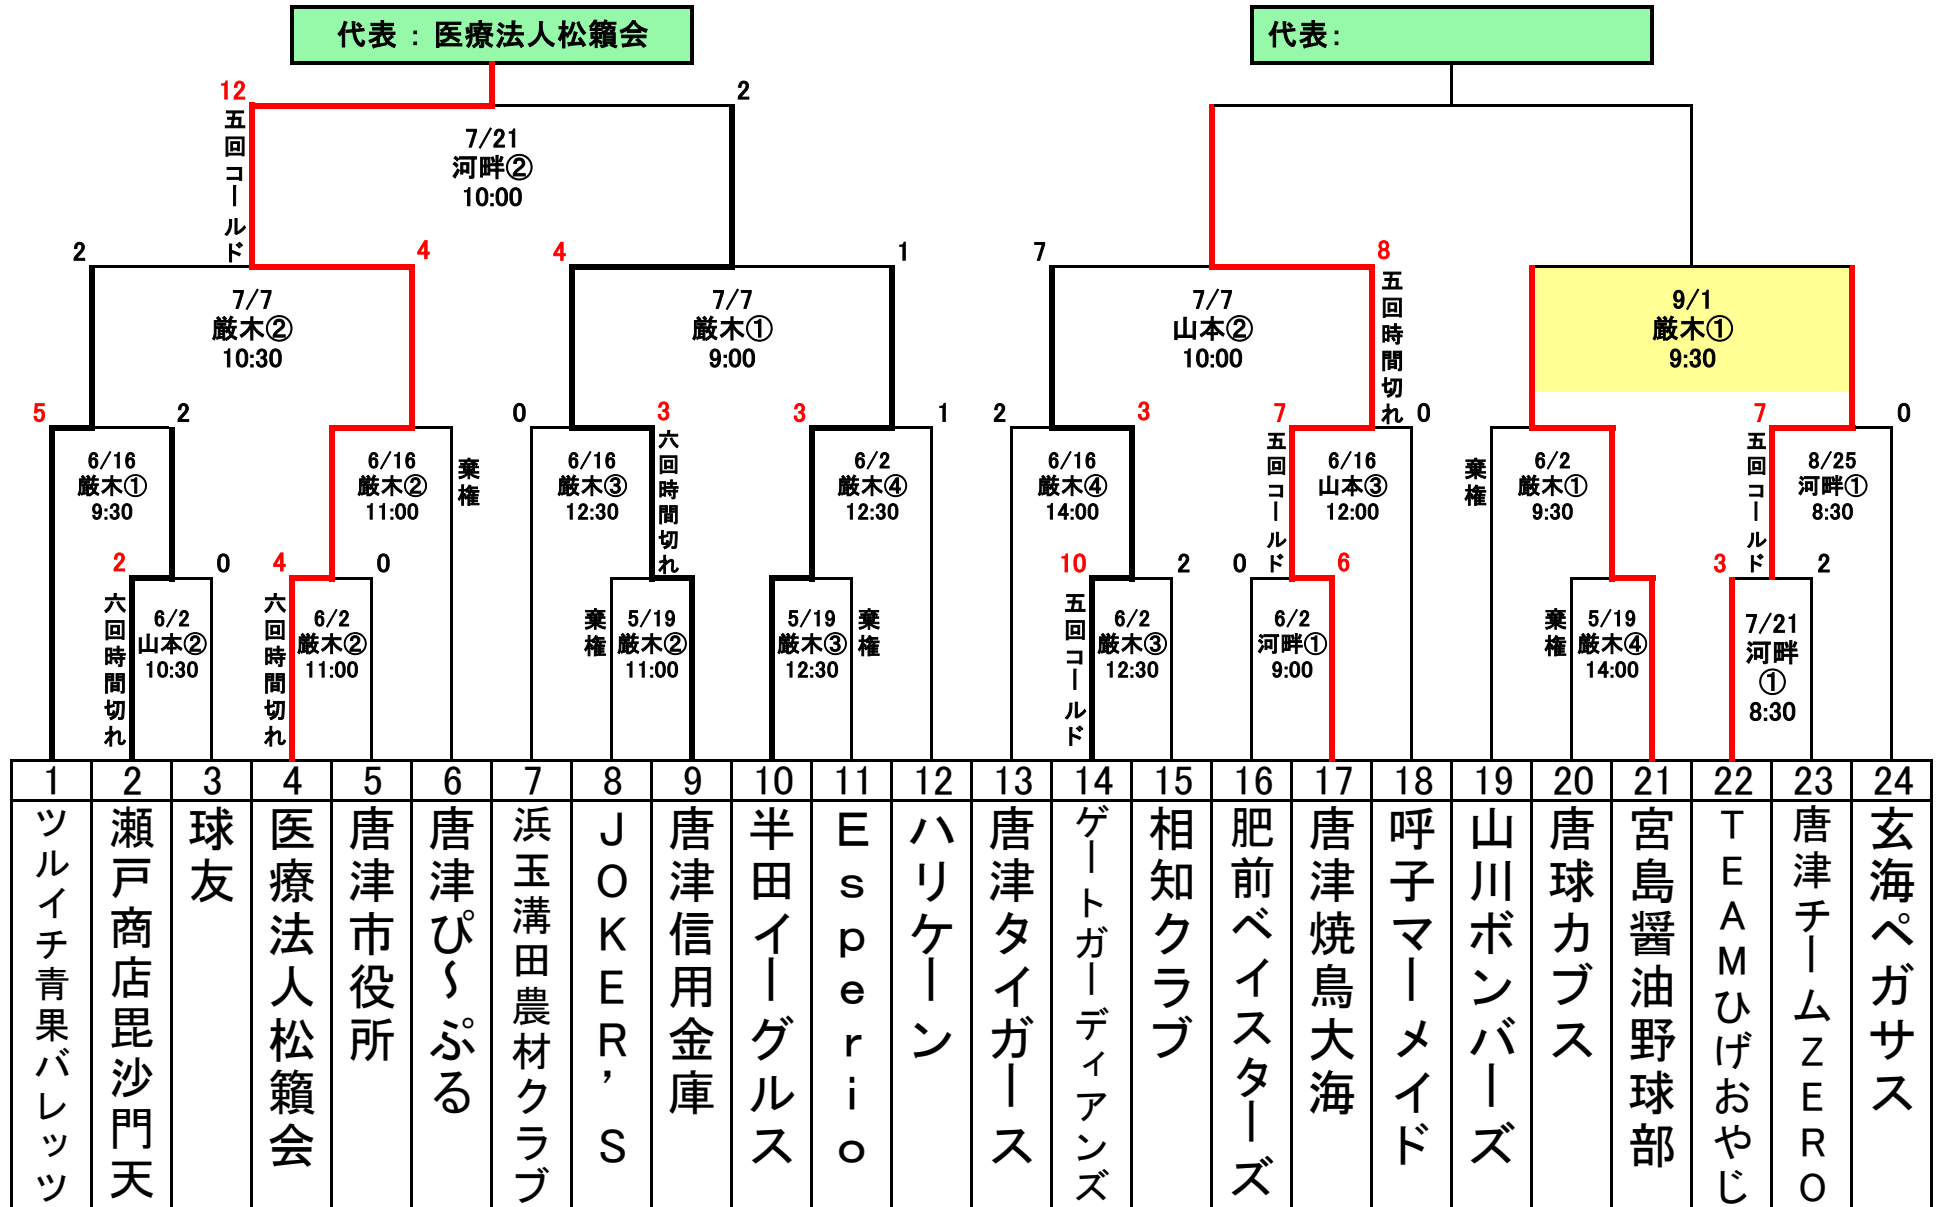 代表 : 医療法人松籟会
代表:
12
2
五回コール ド
7/21
河畔②
10:00
2
4
4
1
7
8
7/7
厳木②
10:30
7/7
厳木①
9:00
7/7
山本②
10:00
五回時間切れ
9/1
厳木①
9:30
5
2
0
3
3
1
2
3
7
0
7
0
6/16
厳木①
9:30
6/16
厳木②
11:00
棄権
6/16
厳木③
12:30
六回時間切れ
6/2
厳木④
12:30
6/16
厳木④
14:00
五回コールド
6/16
山本③
12:00
棄権
6/2
厳木①
9:30
五回コールド
8/25
河畔①
8:30
2
0
4
0
10
2
0
6
3
2
六回時間切れ
6/2
山本②
10:30
六回時間切れ
6/2
厳木②
11:00
棄権
5/19
厳木②
11:00
5/19
厳木③
12:30
棄権
五回コールド
6/2
厳木③
12:30
6/2
河畔①
9:00
棄権
5/19
厳木④
14:00
7/21
河畔
①
8:30
1
2
3
4
5
6
7
8
9
10
11
12
13
14
15
16
17
18
19
20
21
22
23
24
ツルイチ青果バレッツ
瀬戸商店毘沙門天
球友
医療法人松籟会
唐津市役所
唐津ぴ～ぷる
浜玉溝田農材クラブ
JOKER'S
唐津信用金庫
半田イーグルス
Esperio
ハリケーン
唐津タイガース
ゲートガーディアンズ
相知クラブ
肥前ベイスターズ
唐津焼鳥大海
呼子マーメイド
山川ボンバーズ
唐球カブス
宮島醤油野球部
TEAMひげおやじ
唐津チームZERO
玄海ペガサス